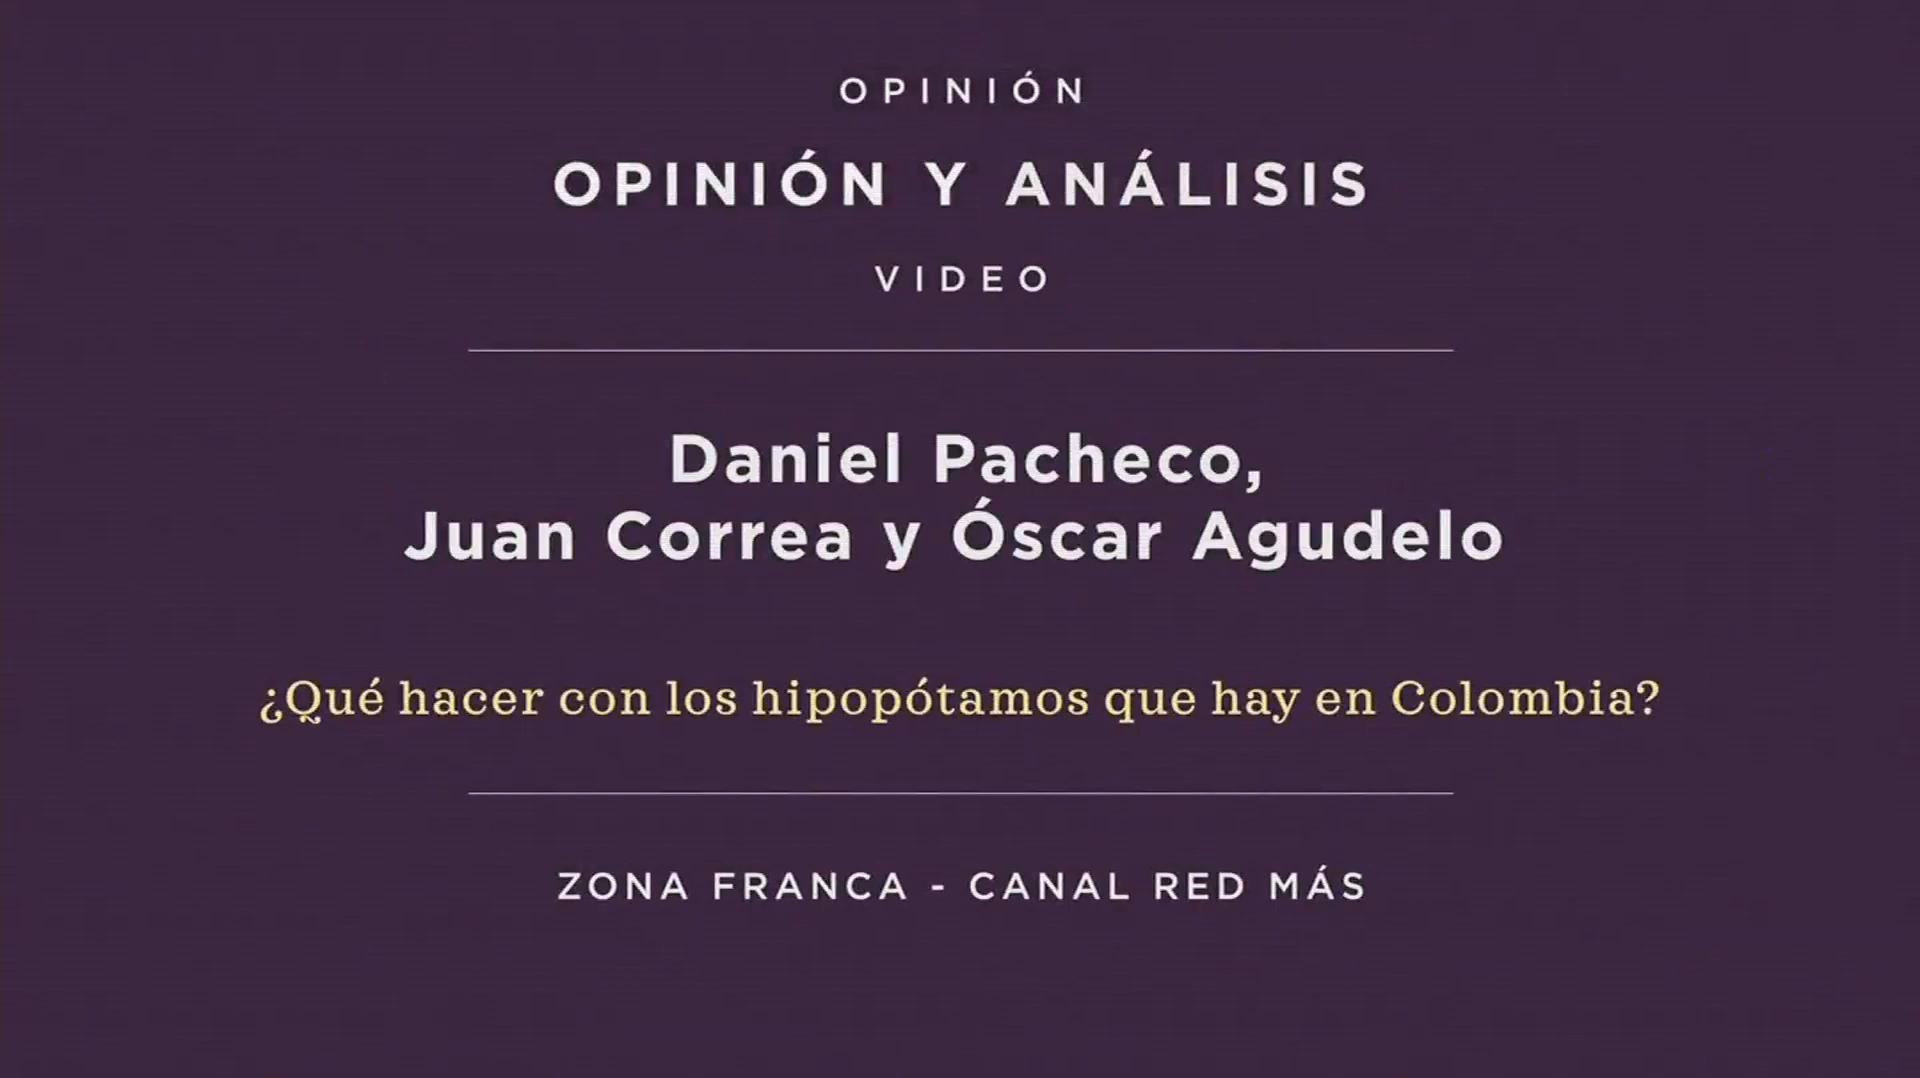 OPINIÓN
OPINIÓN Y ANÁLISIS
VIDEO
Daniel Pacheco,
Juan Correa y Óscar Agudelo
¿Qué hacer con los hipopótamos que hay en Colombia?
ZONA FRANCA - CANAL RED MÁS